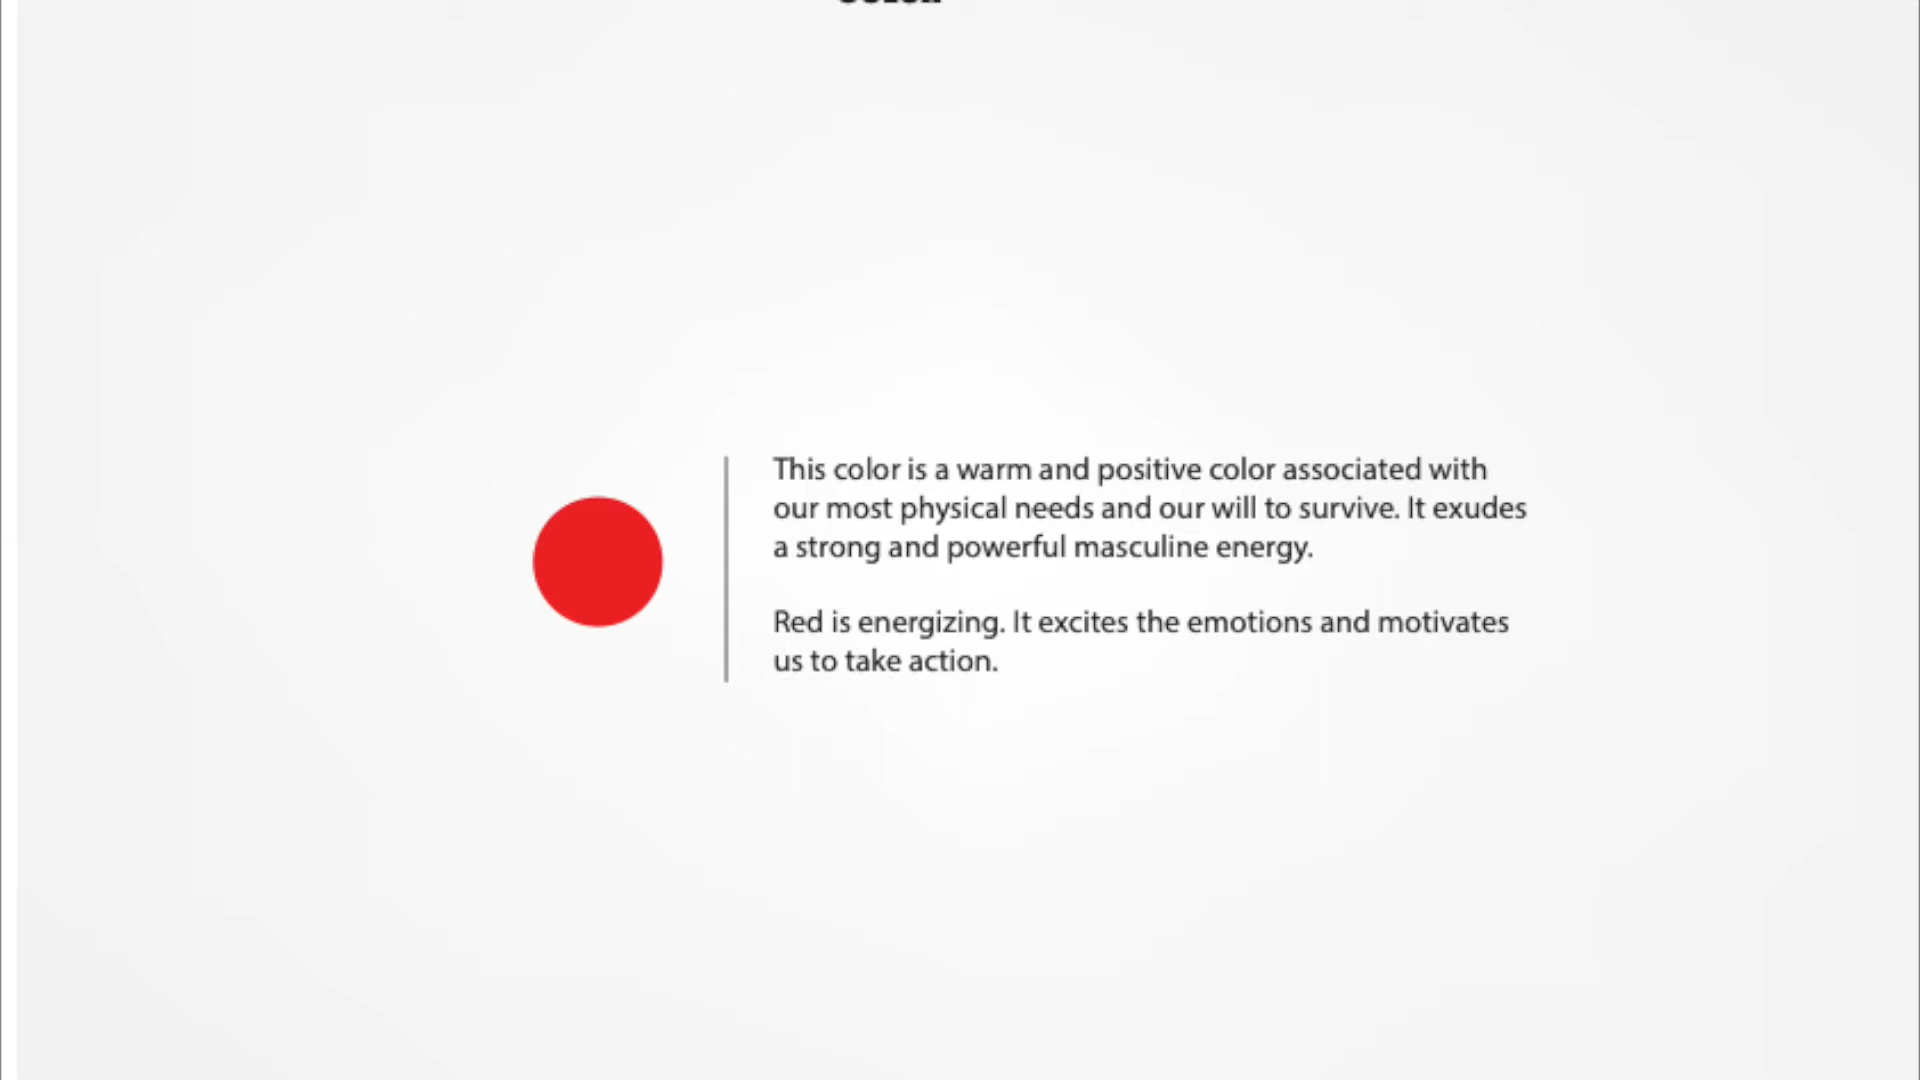 This color is a warm and positive color associated with
our most physical needs and our will to survive. It exudes
a strong and powerful masculine energy.
Red is energizing. It excites the emotions and motivates
us to take action.